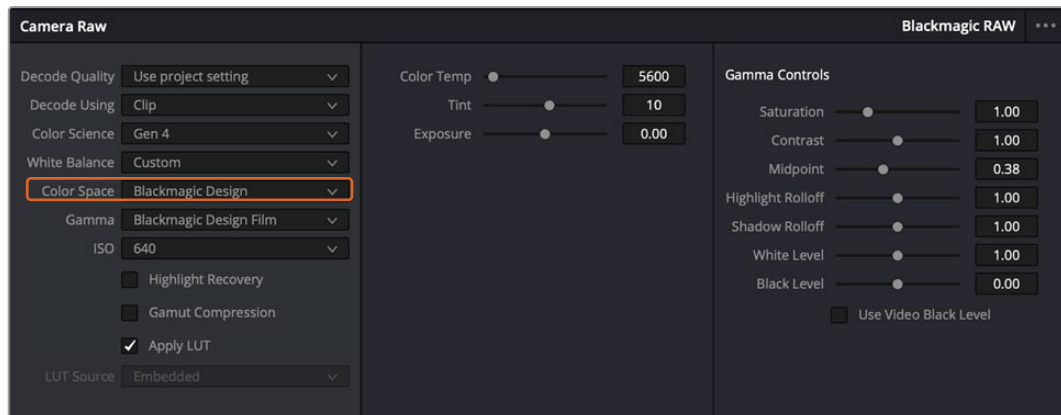 Camera Raw
Blackmagic RAW
Decode Quality Use project setting
Decode Using Clip
Color Science Gen 4
White Balance Custom
Color Space Blackmagic Design
Gamma Blackmagic Design Film
ISO 640
Highlight Recovery
Gamut Compression
Apply LUT
LUT Source Embedded
Color Temp 5600
Tint 10
Exposure 0.00
Gamma Controls
Saturation 1.00
Contrast 1.00
Midpoint 0.38
Highlight Rolloff 1.00
Shadow Rolloff 1.00
White Level 1.00
Black Level 0.00
Use Video Black Level